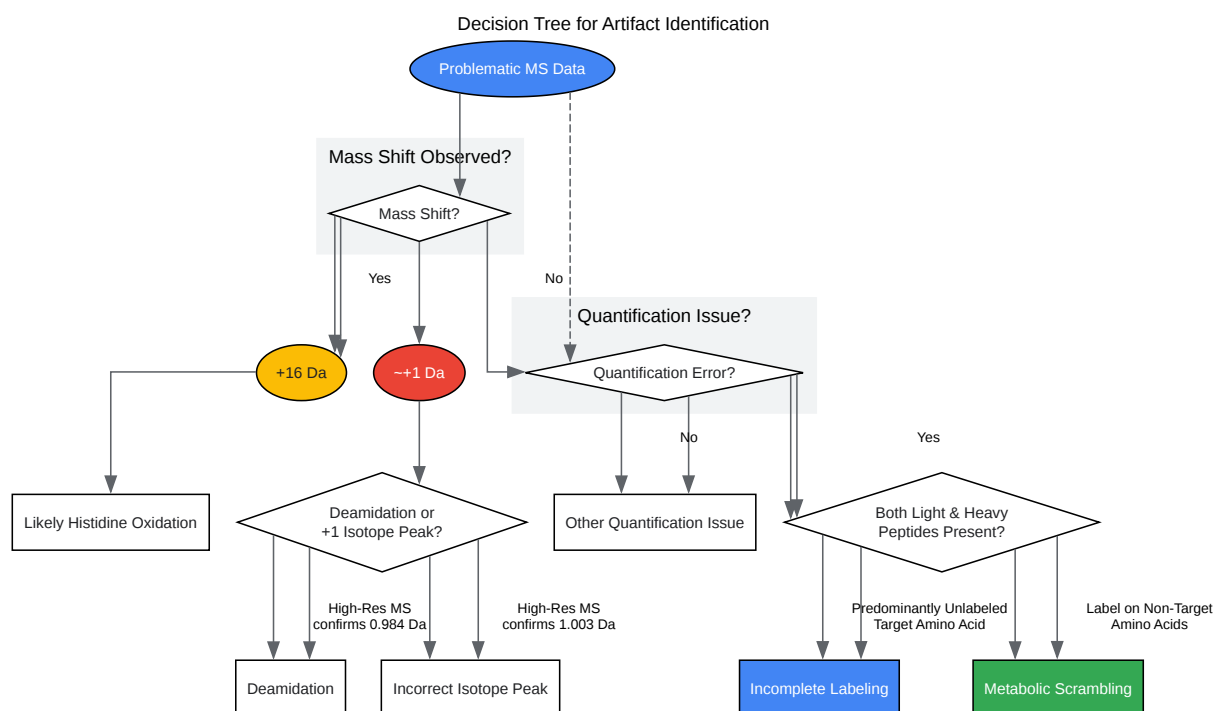 Decision Tree for Artifact Identification
Problematic MS Data
Mass Shift Observed?
Mass Shift?
Yes
No
Quantification Issue?
+16 Da
~+1 Da
Quantification Error?
No
Yes
Likely Histidine Oxidation
Deamidation or
+1 Isotope Peak?
Other Quantification Issue
Both Light & Heavy
Peptides Present?
High-Res MS
confirms 0.984 Da
High-Res MS
confirms 1.003 Da
Predominantly Unlabeled
Target Amino Acid
Label on Non-Target
Amino Acids
Deamidation
Incorrect Isotope Peak
Incomplete Labeling
Metabolic Scrambling